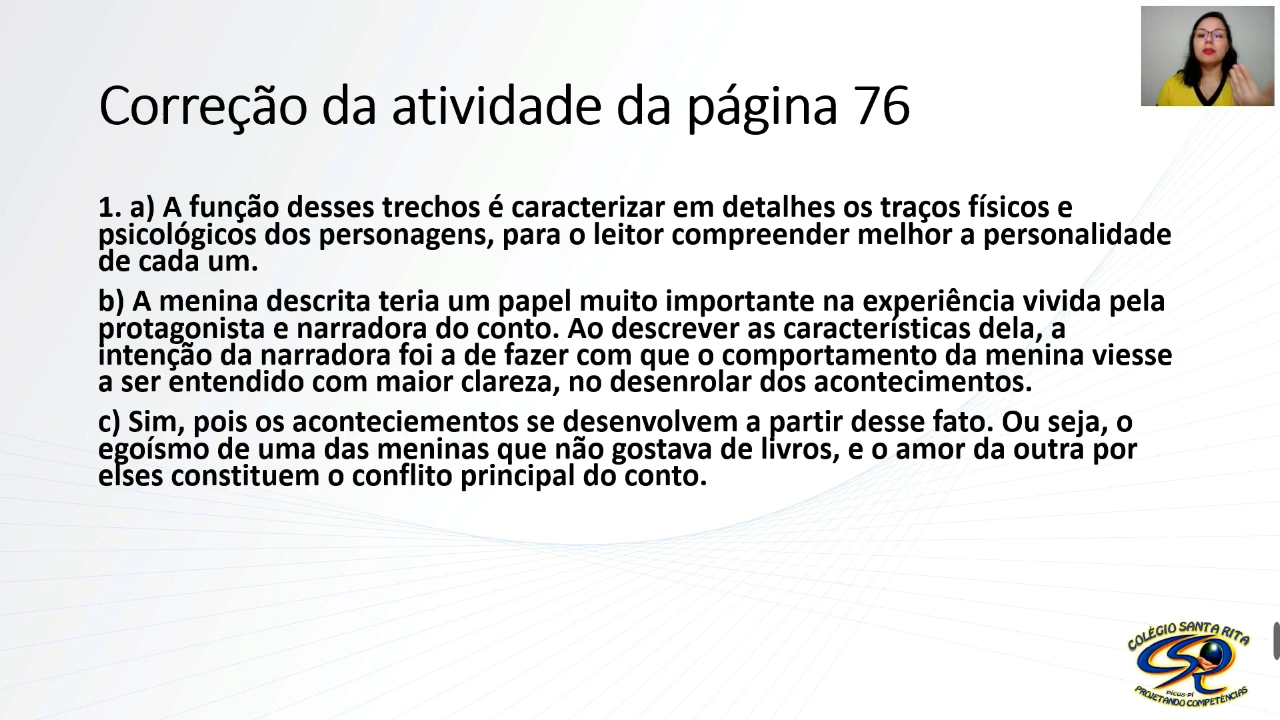 Correção da atividade da página 76
1. a) A função desses trechos é caracterizar em detalhes os traços físicos e
psicológicos dos personagens, para o leitor compreender melhor a personalidade
de cada um.
b) A menina descrita teria um papel muito importante na experiência vivida pela
protagonista e narradora do conto. Ao descrever as características dela, a
intenção da narradora foi a de fazer com que o comportamento da menina viesse
a ser entendido com maior clareza, no desenrolar dos acontecimentos.
c) Sim, pois os aconteciementos se desenvolvem a partir desse fato. Ou seja, o
egoísmo de uma das meninas que não gostava de livros, e o amor da outra por
elses constituem o conflito principal do conto.
COLÉGIO SANTA RITA
PICOS-PI
PROJETANDO COMPETÊNCIAS